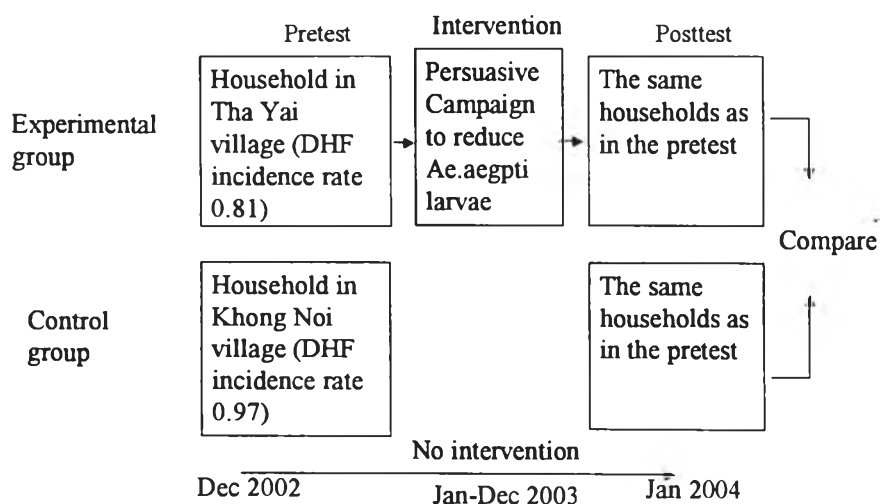 Pretest
Intervention
Posttest
Experimental
group
Household in
Tha Yai
village (DHF
incidence rate
0.81)
Persuasive
Campaign
to reduce
Ae.aegpti
larvae
The same
households as
in the pretest
Compare
Control
group
Household in
Khong Noi
village (DHF
incidence rate
0.97)
The same
households as
in the pretest
No intervention
Dec 2002
Jan-Dec 2003
Jan 2004